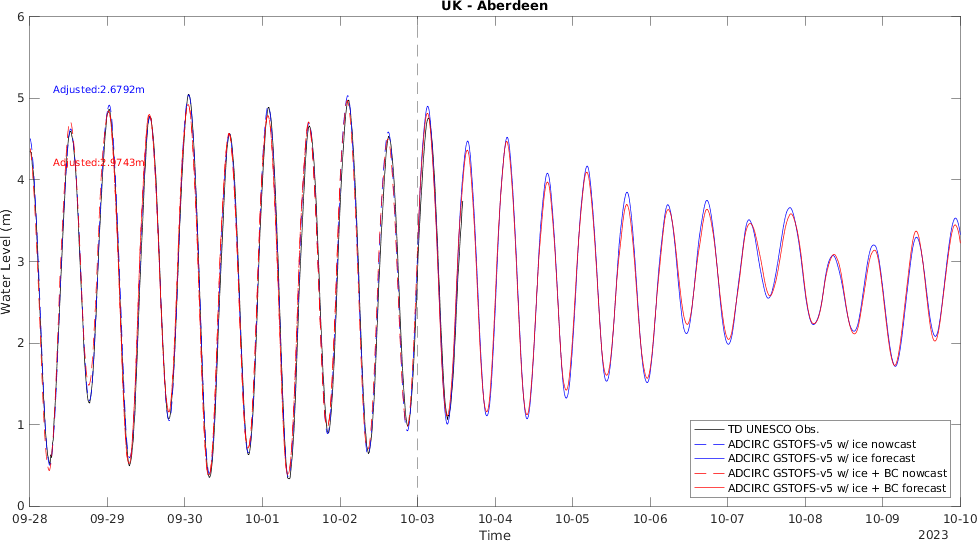 UK - Aberdeen
6
5
4
3
2
1
0
Water Level (m)
Adjusted:2.6792m
Adjusted:2.9743m
TD UNESCO Obs.
ADCIRC GSTOFS-v5 w/ ice nowcast
ADCIRC GSTOFS-v5 w/ ice forecast
ADCIRC GSTOFS-v5 w/ ice + BC nowcast
ADCIRC GSTOFS-v5 w/ ice + BC forecast
09-28 09-29 09-30 10-01 10-02 10-03 10-04 10-05 10-06 10-07 10-08 10-09 10-10
Time
2023